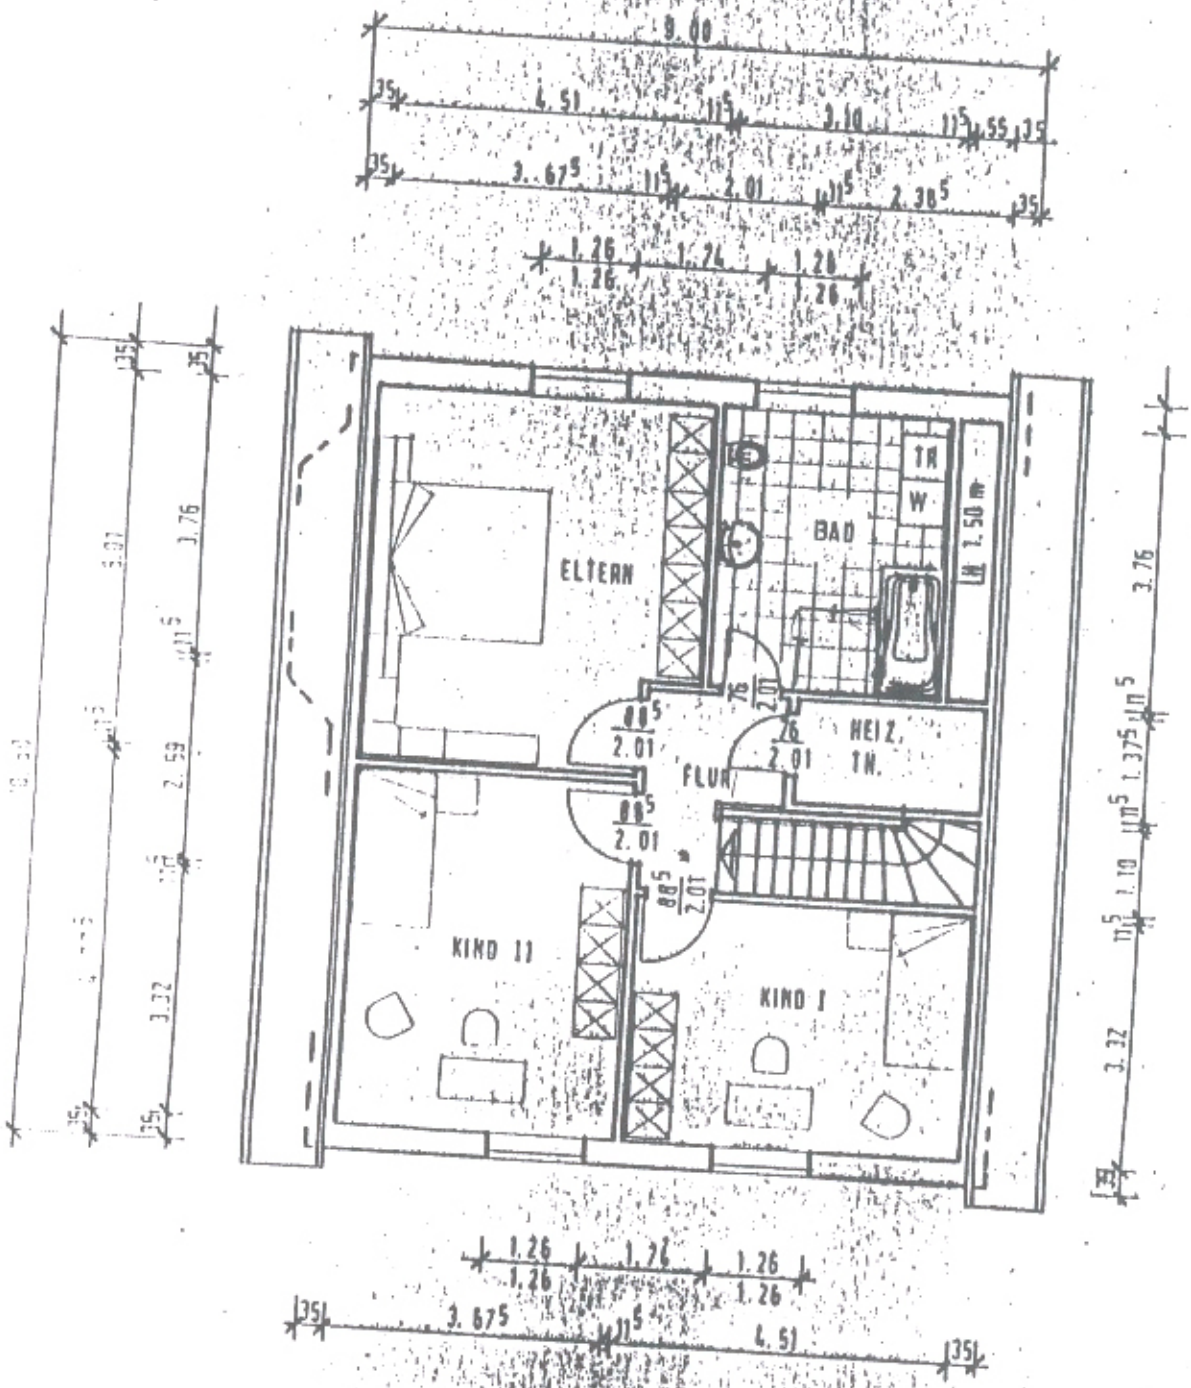 9.00
35 4.51 11⁵ 3.10 11⁵ 55 35
35 3.67⁵ 11⁵ 2.01 11⁵ 2.38⁵ 35
1.26 1.74 1.26
1.26 1.26
35 35
3.76
11⁵
2.59
11⁵
3.32
35 35
ELTERN
BAD
TR
W
H 1.50 m
76
2.01
88⁵
2.01
76
2.01
HEIZ.
FLUR
88⁵
2.01
88⁵
2.01
KIND II
KIND I
3.76
11⁵
1.37⁵
11⁵
1.10
11⁵
3.32
35
1.26 1.74 1.26
1.26 1.26
35 3.67⁵ 11⁵ 4.51 35